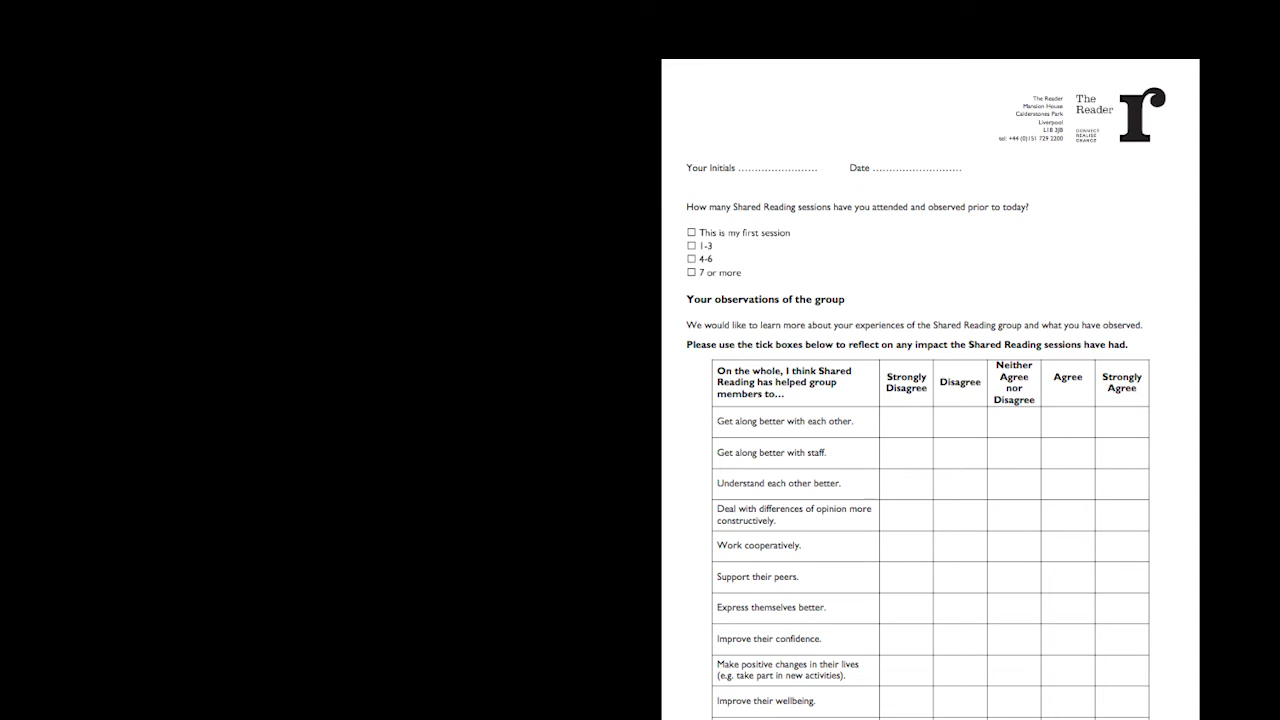 The Reader
Mansion House
Calderstones Park
Liverpool
L18 3JB
tel: +44 (0)151 729 2200
The
Reader
CONNECT
REALISE
CHANGE
r
Your Initials ........................ Date ...........................
How many Shared Reading sessions have you attended and observed prior to today?
☐ This is my first session
☐ 1-3
☐ 4-6
☐ 7 or more
Your observations of the group
We would like to learn more about your experiences of the Shared Reading group and what you have observed.
Please use the tick boxes below to reflect on any impact the Shared Reading sessions have had.
On the whole, I think Shared
Reading has helped group
members to...
Strongly
Disagree
Disagree
Neither
Agree
nor
Disagree
Agree
Strongly
Agree
Get along better with each other.
Get along better with staff.
Understand each other better.
Deal with differences of opinion more
constructively.
Work cooperatively.
Support their peers.
Express themselves better.
Improve their confidence.
Make positive changes in their lives
(e.g. take part in new activities).
Improve their wellbeing.